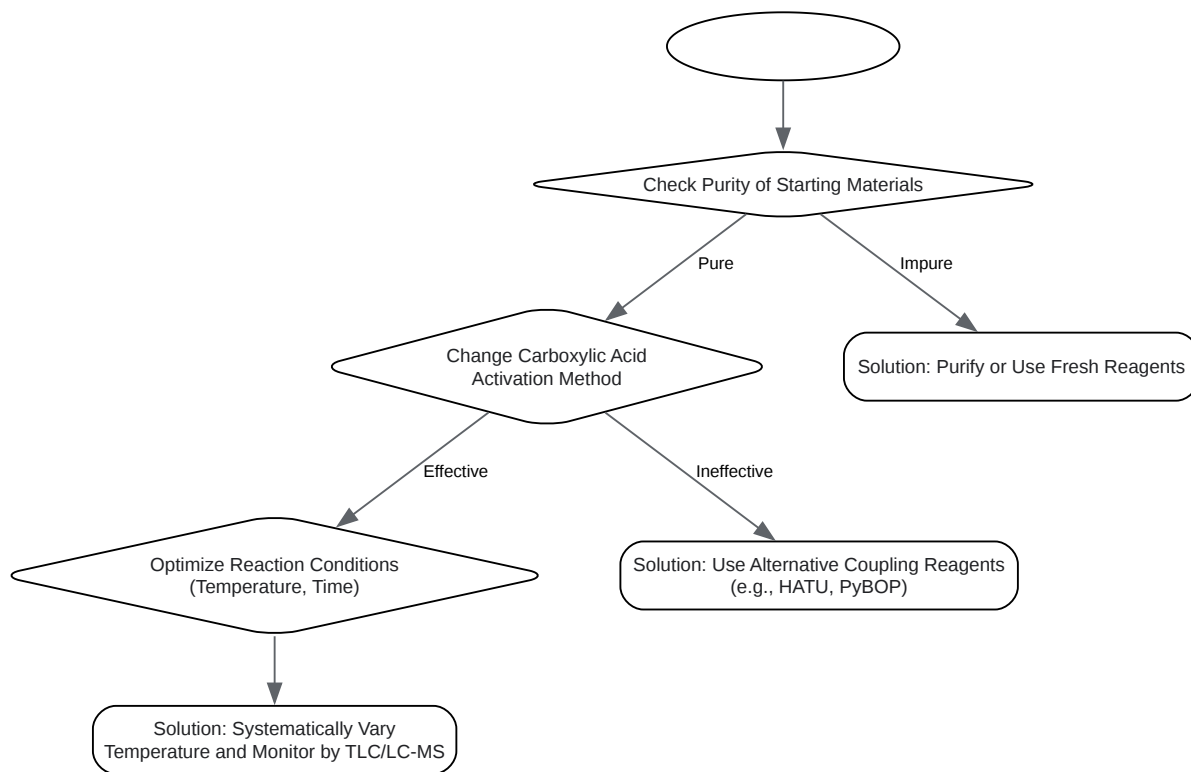 Check Purity of Starting Materials
Pure
Impure
Change Carboxylic Acid
Activation Method
Solution: Purify or Use Fresh Reagents
Effective
Ineffective
Optimize Reaction Conditions
(Temperature, Time)
Solution: Use Alternative Coupling Reagents
(e.g., HATU, PyBOP)
Solution: Systematically Vary
Temperature and Monitor by TLC/LC-MS